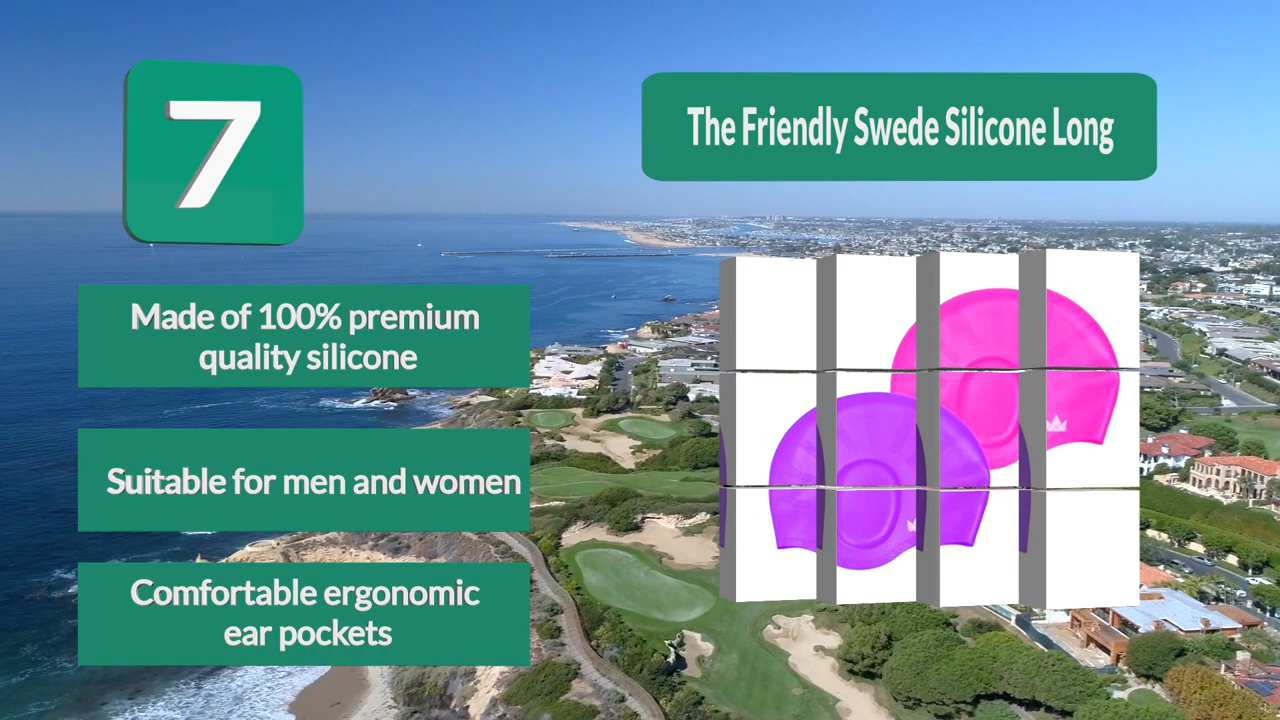 7
The Friendly Swede Silicone Long
Made of 100% premium
quality silicone
Suitable for men and women
Comfortable ergonomic
ear pockets